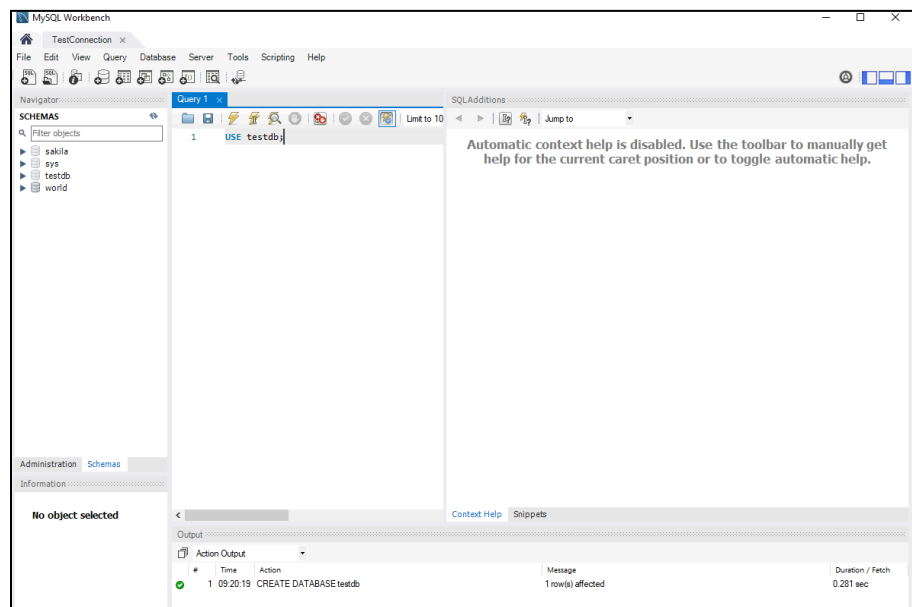 MySQL Workbench
TestConnection ×
File Edit View Query Database Server Tools Scripting Help
Navigator
SCHEMAS
Filter objects
sakila
sys
testdb
world
Administration Schemas
Information
No object selected
Query 1 ×
Limit to 10
1 USE testdb;
SQLAdditions
Jump to
Automatic context help is disabled. Use the toolbar to manually get
help for the current caret position or to toggle automatic help.
Context Help Snippets
Output
Action Output
# Time Action Message Duration / Fetch
1 09:20:19 CREATE DATABASE testdb 1 row(s) affected 0.281 sec